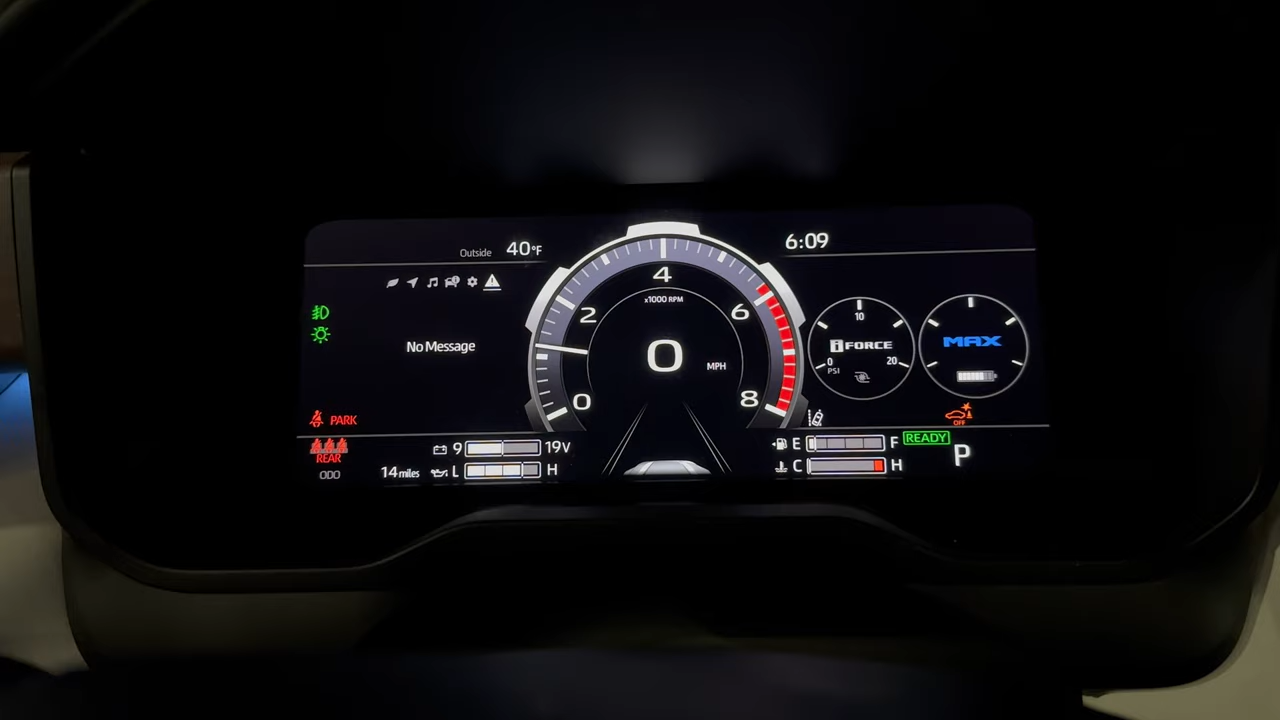 Outside 40°F
6:09
No Message
0
2
4
6
8
x1000 RPM
0 MPH
10
iFORCE
0 20
PSI
MAX
PARK
REAR
ODO
14 miles
9 19V
L H
E F
C H
OFF
READY
P